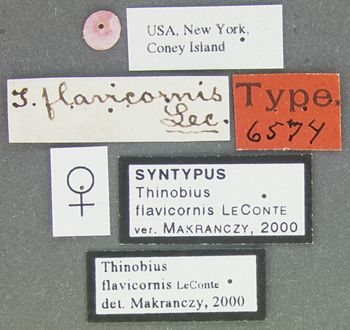 USA, New York,
Coney Island
T. flavicornis
Lec.
Type.
6574
♀
SYNTYPUS
Thinobius
flavicornis LECONTE
ver. MAKRANCZY, 2000
Thinobius
flavicornis LeConte
det. Makranczy, 2000